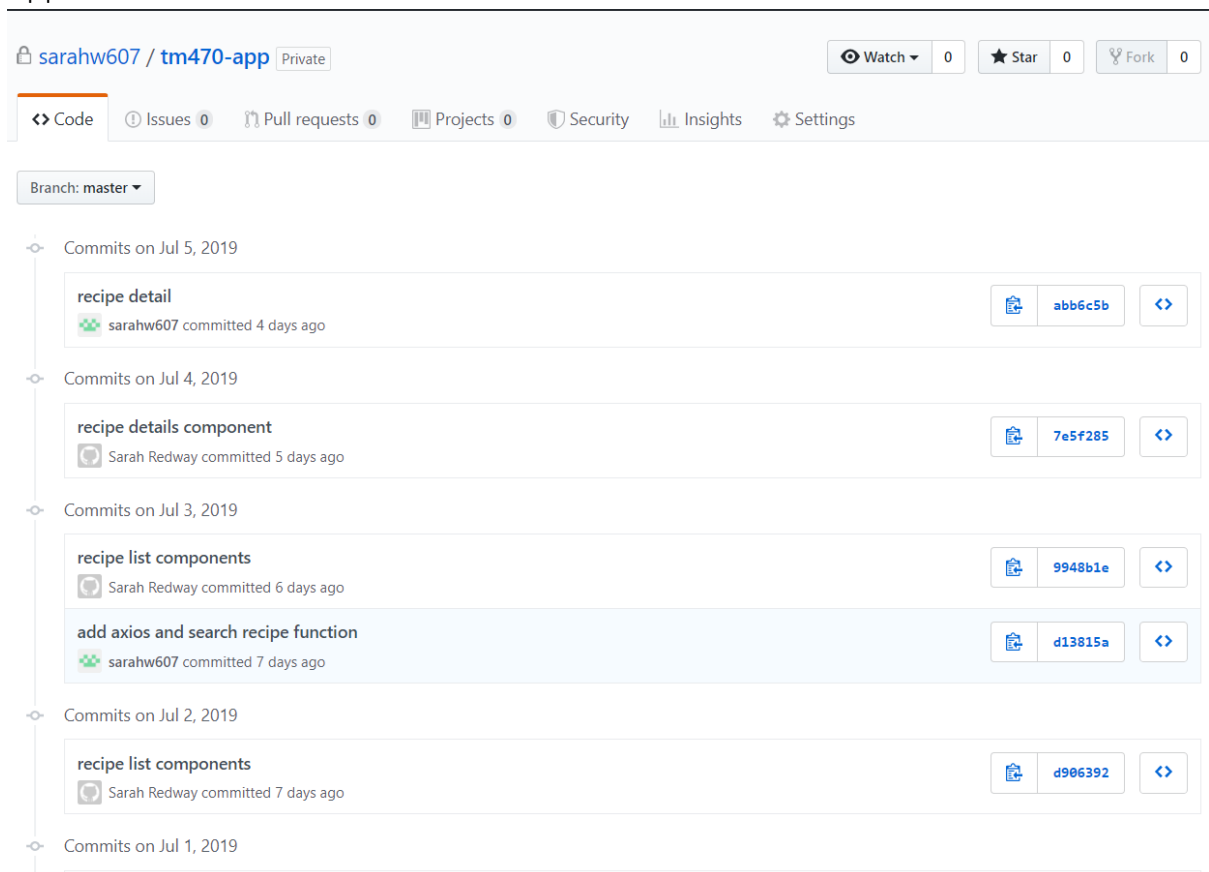 sarahw607 / tm470-app Private
Watch 0 Star 0 Fork 0
Code Issues 0 Pull requests 0 Projects 0 Security Insights Settings
Branch: master
Commits on Jul 5, 2019
recipe detail
sarahw607 committed 4 days ago
abb6c5b
Commits on Jul 4, 2019
recipe details component
Sarah Redway committed 5 days ago
7e5f285
Commits on Jul 3, 2019
recipe list components
Sarah Redway committed 6 days ago
9948b1e
add axios and search recipe function
sarahw607 committed 7 days ago
d13815a
Commits on Jul 2, 2019
recipe list components
Sarah Redway committed 7 days ago
d906392
Commits on Jul 1, 2019